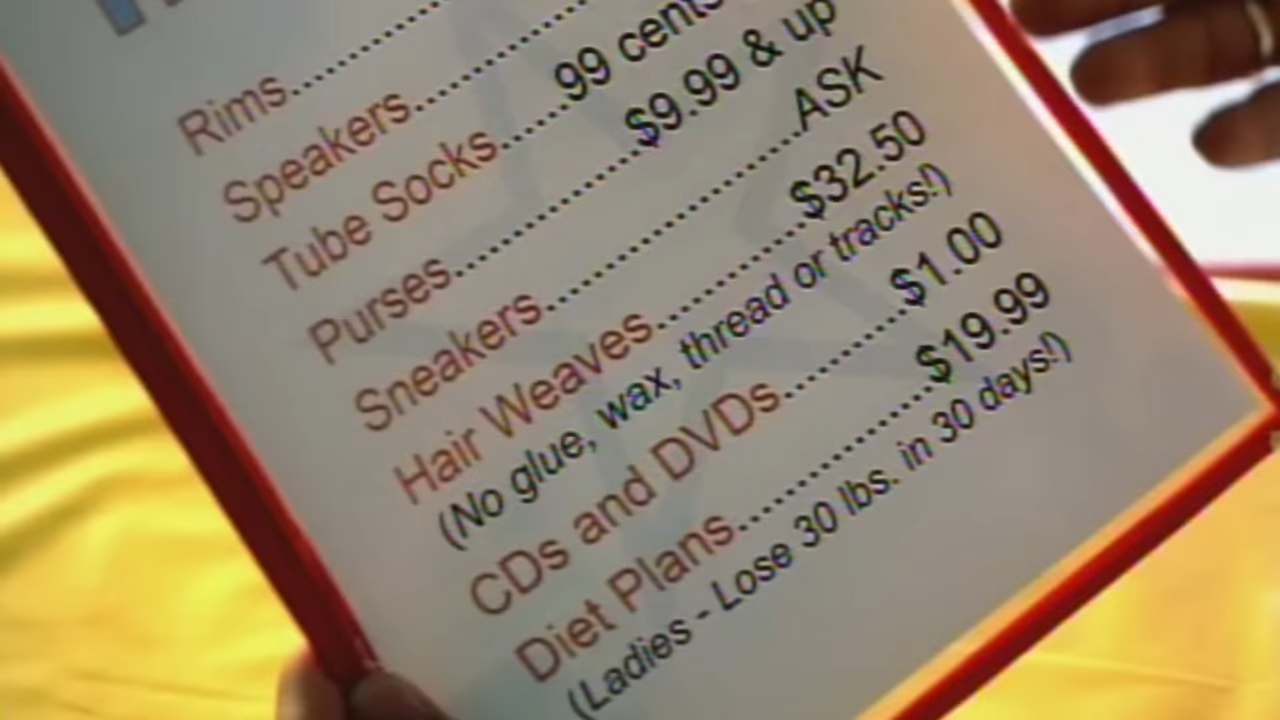 Rims....................
Speakers....................
Tube Socks..........99 cents
Purses....................$9.99 & up
Sneakers..............................ASK
Hair Weaves.................$32.50
(No glue, wax, thread or tracks!)
CDs and DVDs..............$1.00
Diet Plans.......................$19.99
(Ladies - Lose 30 lbs. in 30 days!)